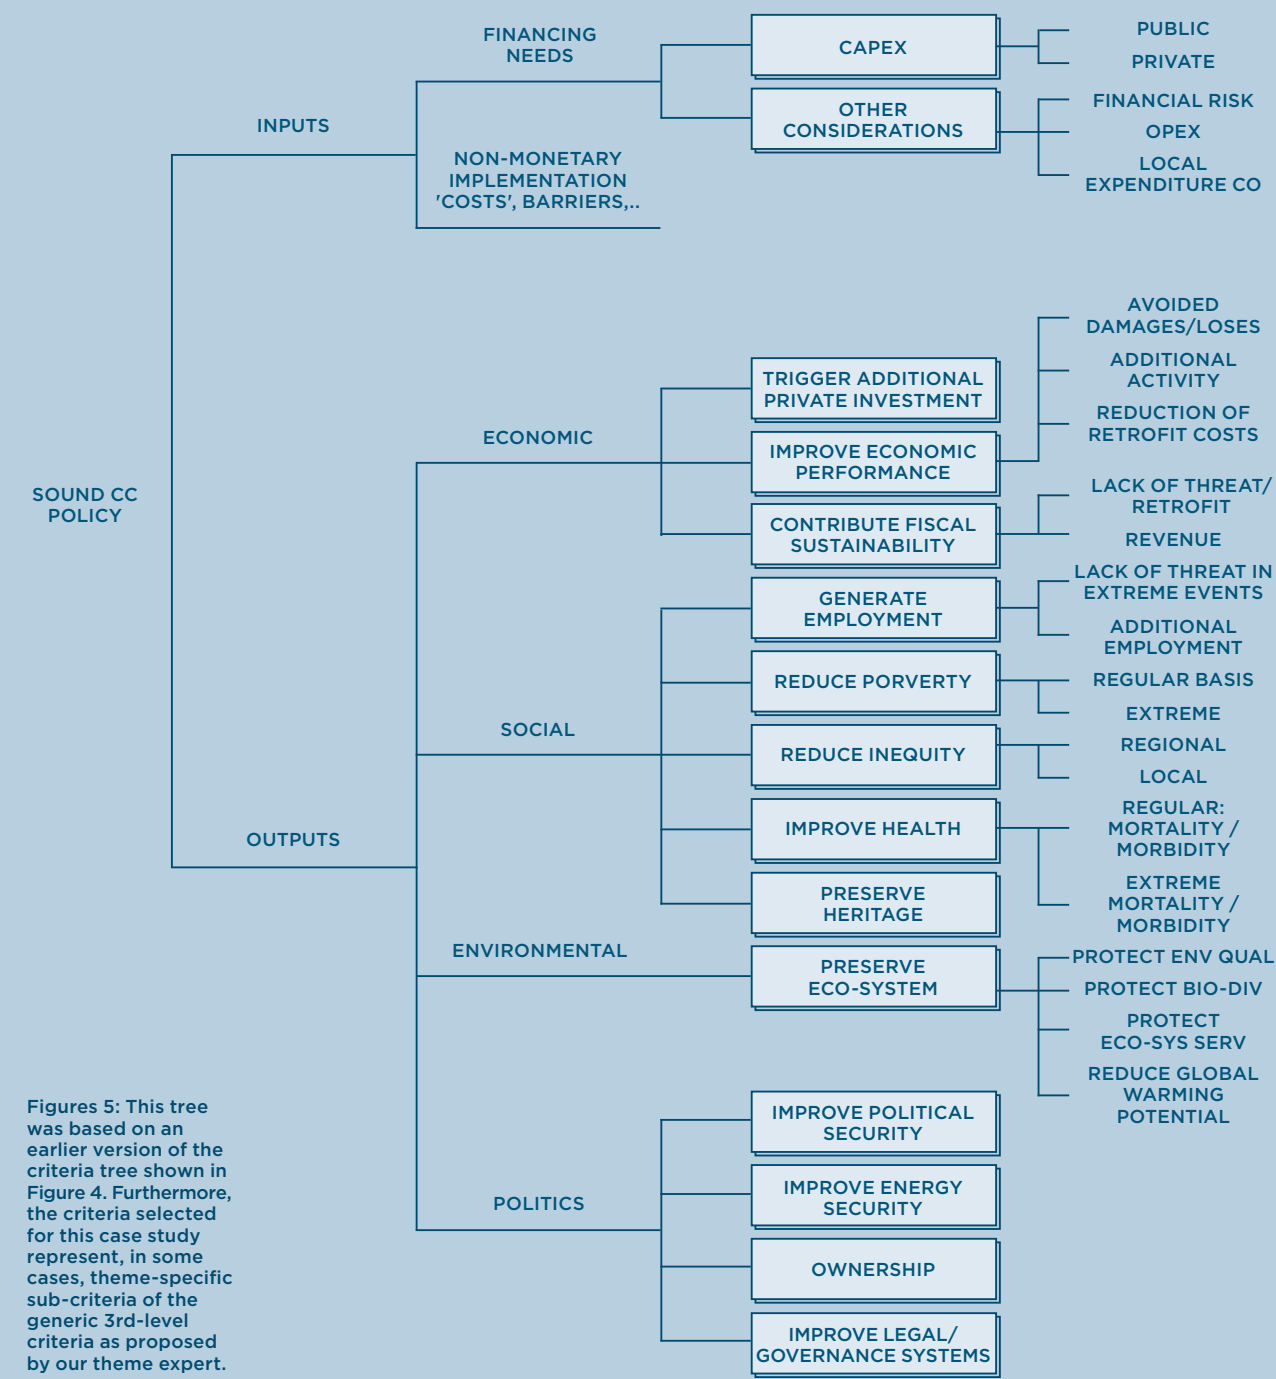 SOUND CC
POLICY
INPUTS
FINANCING
NEEDS
CAPEX
PUBLIC
PRIVATE
OTHER
CONSIDERATIONS
FINANCIAL RISK
OPEX
LOCAL
EXPENDITURE CO
NON-MONETARY
IMPLEMENTATION
'COSTS', BARRIERS,..
OUTPUTS
ECONOMIC
TRIGGER ADDITIONAL
PRIVATE INVESTMENT
IMPROVE ECONOMIC
PERFORMANCE
AVOIDED
DAMAGES/LOSES
ADDITIONAL
ACTIVITY
REDUCTION OF
RETROFIT COSTS
CONTRIBUTE FISCAL
SUSTAINABILITY
LACK OF THREAT/
RETROFIT
REVENUE
SOCIAL
GENERATE
EMPLOYMENT
LACK OF THREAT IN
EXTREME EVENTS
ADDITIONAL
EMPLOYMENT
REDUCE PORVERTY
REGULAR BASIS
EXTREME
REDUCE INEQUITY
REGIONAL
LOCAL
IMPROVE HEALTH
REGULAR:
MORTALITY /
MORBIDITY
EXTREME
MORTALITY /
MORBIDITY
PRESERVE
HERITAGE
ENVIRONMENTAL
PRESERVE
ECO-SYSTEM
PROTECT ENV QUAL
PROTECT BIO-DIV
PROTECT
ECO-SYS SERV
REDUCE GLOBAL
WARMING
POTENTIAL
POLITICS
IMPROVE POLITICAL
SECURITY
IMPROVE ENERGY
SECURITY
OWNERSHIP
IMPROVE LEGAL/
GOVERNANCE SYSTEMS
Figures 5: This tree
was based on an
earlier version of the
criteria tree shown in
Figure 4. Furthermore,
the criteria selected
for this case study
represent, in some
cases, theme-specific
sub-criteria of the
generic 3rd-level
criteria as proposed
by our theme expert.